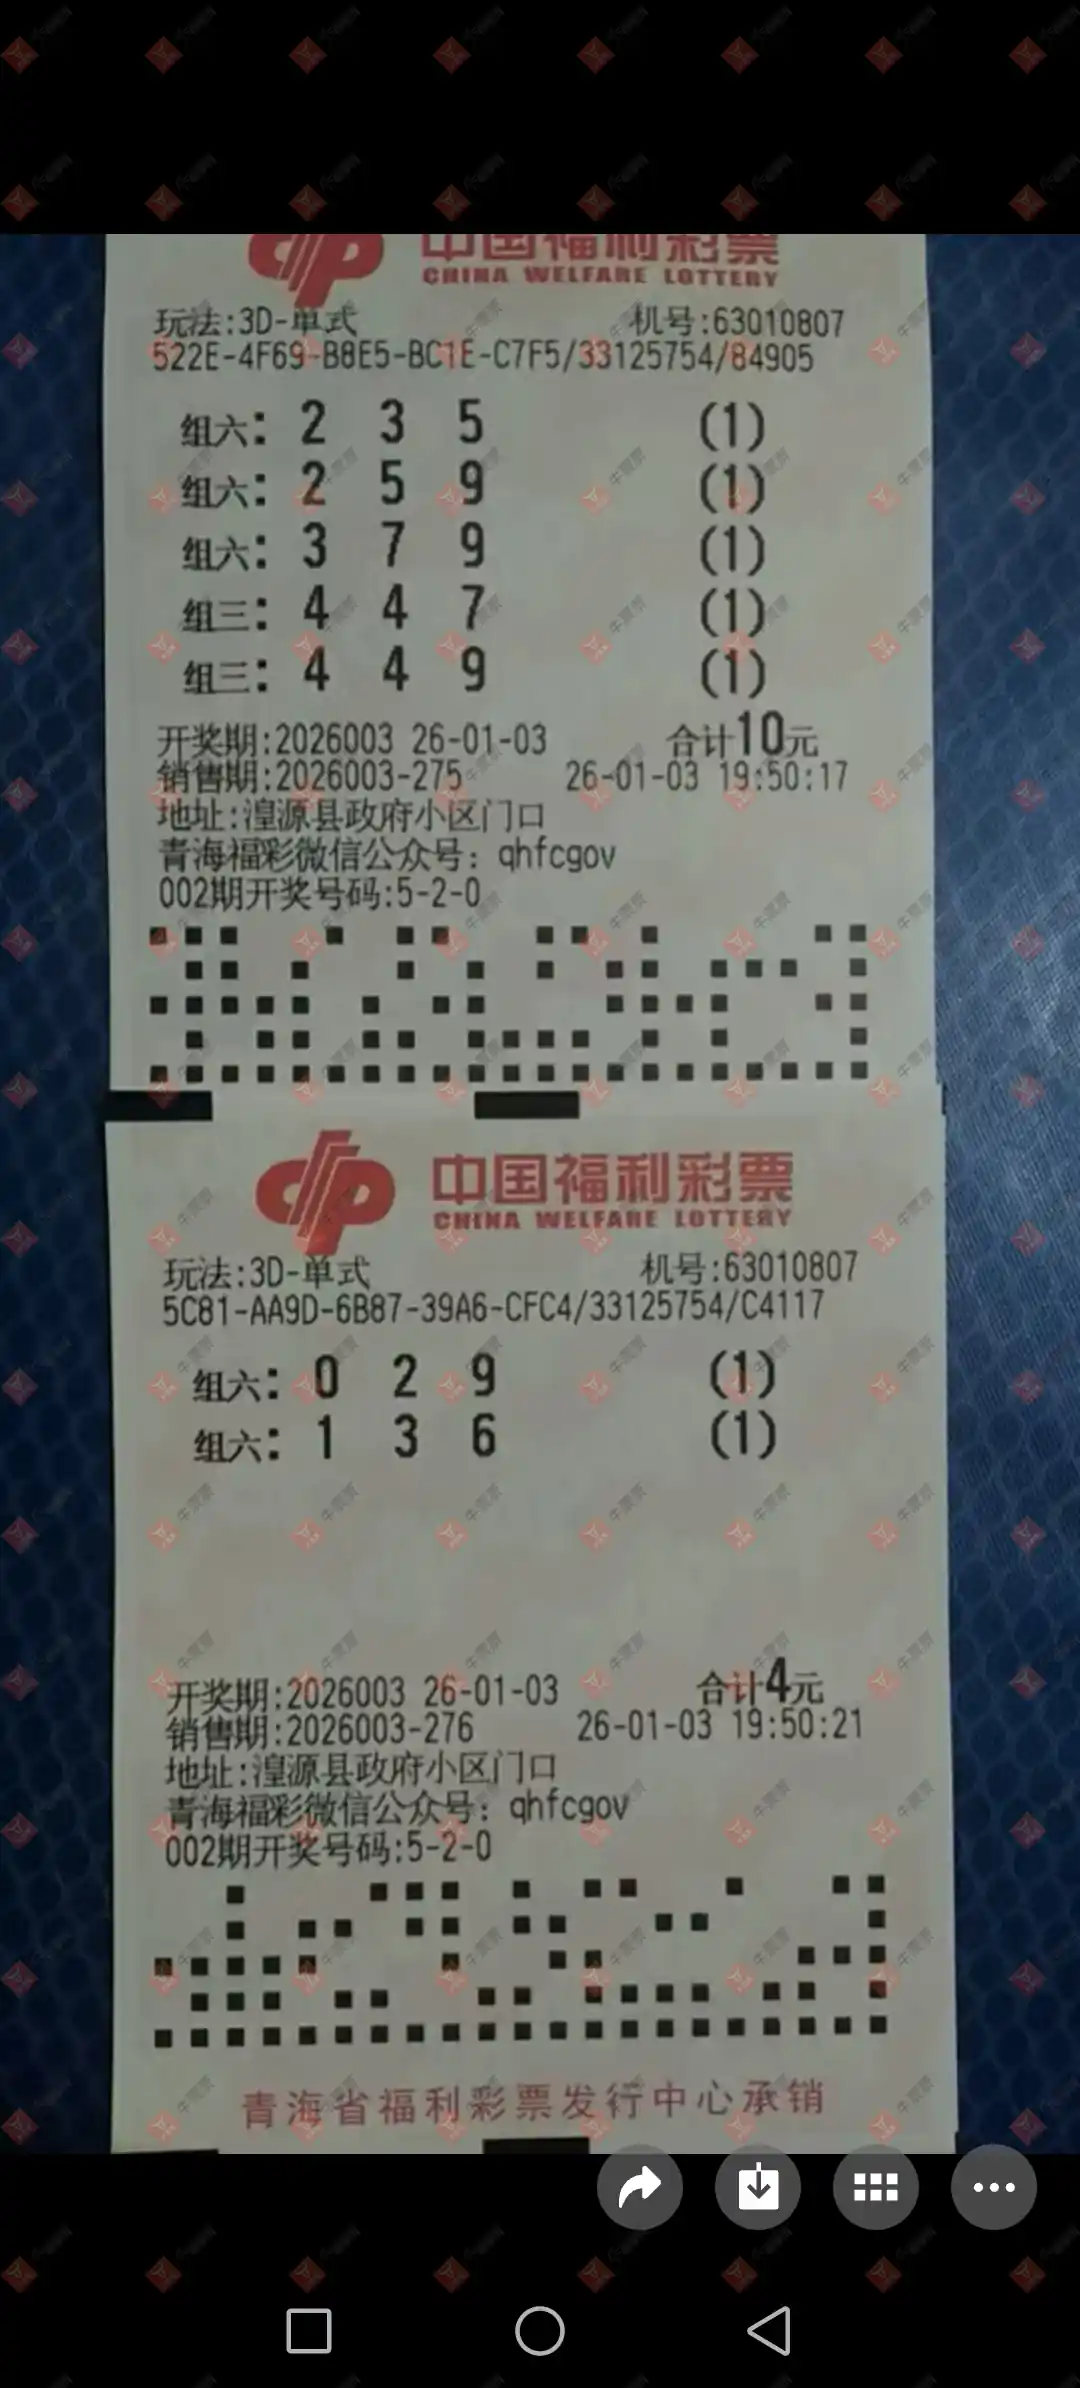 中国福利彩票
CHINA WELFARE LOTTERY
玩法:3D-单式 机号:63010807
522E-4F69-B8E5-BC1E-C7F5/33125754/84905
组六: 2 3 5 (1)
组六: 2 5 9 (1)
组六: 3 7 9 (1)
组三: 4 4 7 (1)
组三: 4 4 9 (1)
开奖期:2026003 26-01-03 合计10元
销售期:2026003-275 26-01-03 19:50:17
地址:湟源县政府小区门口
青海福彩微信公众号: qhfcgov
002期开奖号码:5-2-0
中国福利彩票
CHINA WELFARE LOTTERY
玩法:3D-单式 机号:63010807
5C81-AA9D-6B87-39A6-CFC4/33125754/C4117
组六: 0 2 9 (1)
组六: 1 3 6 (1)
开奖期:2026003 26-01-03 合计4元
销售期:2026003-276 26-01-03 19:50:21
地址:湟源县政府小区门口
青海福彩微信公众号: qhfcgov
002期开奖号码:5-2-0
青海省福利彩票发行中心承销